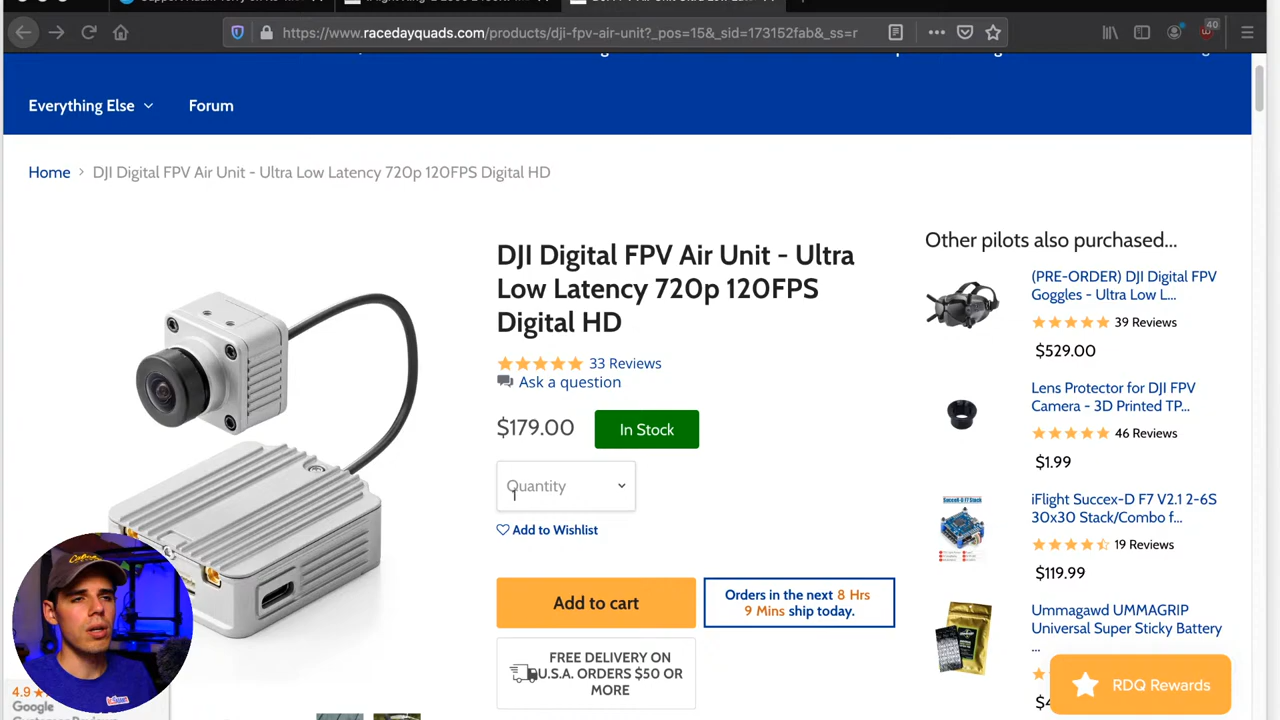 https://www.racedayquads.com/products/dji-fpv-air-unit?_pos=15&_sid=173152fab&_ss=r
40
Everything Else
Forum
Home > DJI Digital FPV Air Unit - Ultra Low Latency 720p 120FPS Digital HD
DJI Digital FPV Air Unit - Ultra
Low Latency 720p 120FPS
Digital HD
33 Reviews
Ask a question
$179.00
In Stock
Quantity
Add to Wishlist
Add to cart
Orders in the next 8 Hrs
9 Mins ship today.
FREE DELIVERY ON
U.S.A. ORDERS $50 OR
MORE
Other pilots also purchased...
(PRE-ORDER) DJI Digital FPV
Goggles - Ultra Low L...
39 Reviews
$529.00
Lens Protector for DJI FPV
Camera - 3D Printed TP...
46 Reviews
$1.99
iFlight Succex-D F7 V2.1 2-6S
30x30 Stack/Combo f...
19 Reviews
$119.99
Ummagawd UMMAGRIP
Universal Super Sticky Battery
...
RDQ Rewards
4.9
Google